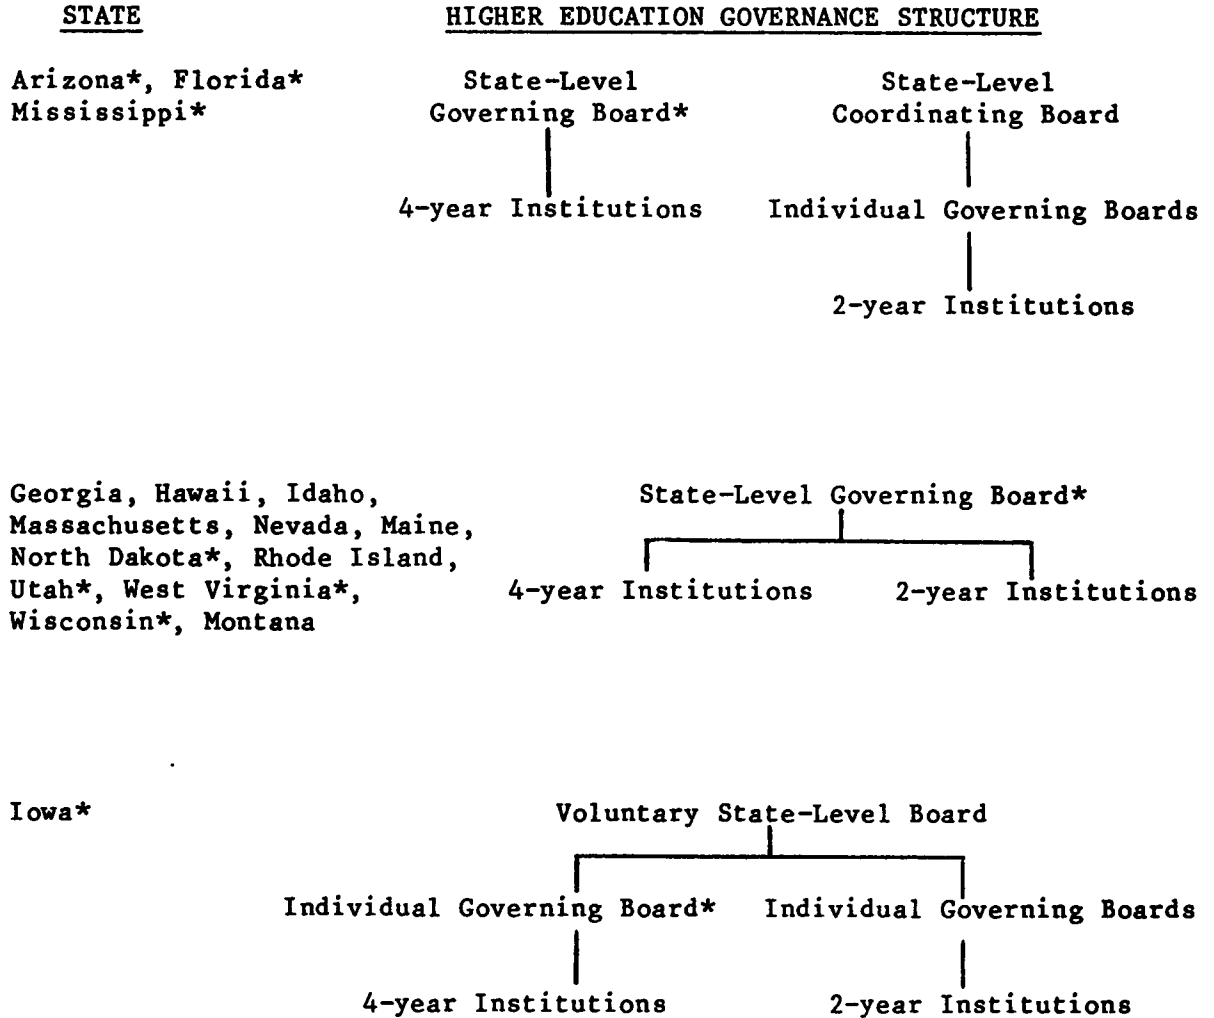 STATE HIGHER EDUCATION GOVERNANCE STRUCTURE
Arizona*, Florida* State-Level State-Level
Mississippi* Governing Board* Coordinating Board
4-year Institutions Individual Governing Boards
2-year Institutions
Georgia, Hawaii, Idaho, State-Level Governing Board*
Massachusetts, Nevada, Maine,
North Dakota*, Rhode Island,
Utah*, West Virginia*, 4-year Institutions 2-year Institutions
Wisconsin*, Montana
Iowa* Voluntary State-Level Board
Individual Governing Board* Individual Governing Boards
4-year Institutions 2-year Institutions